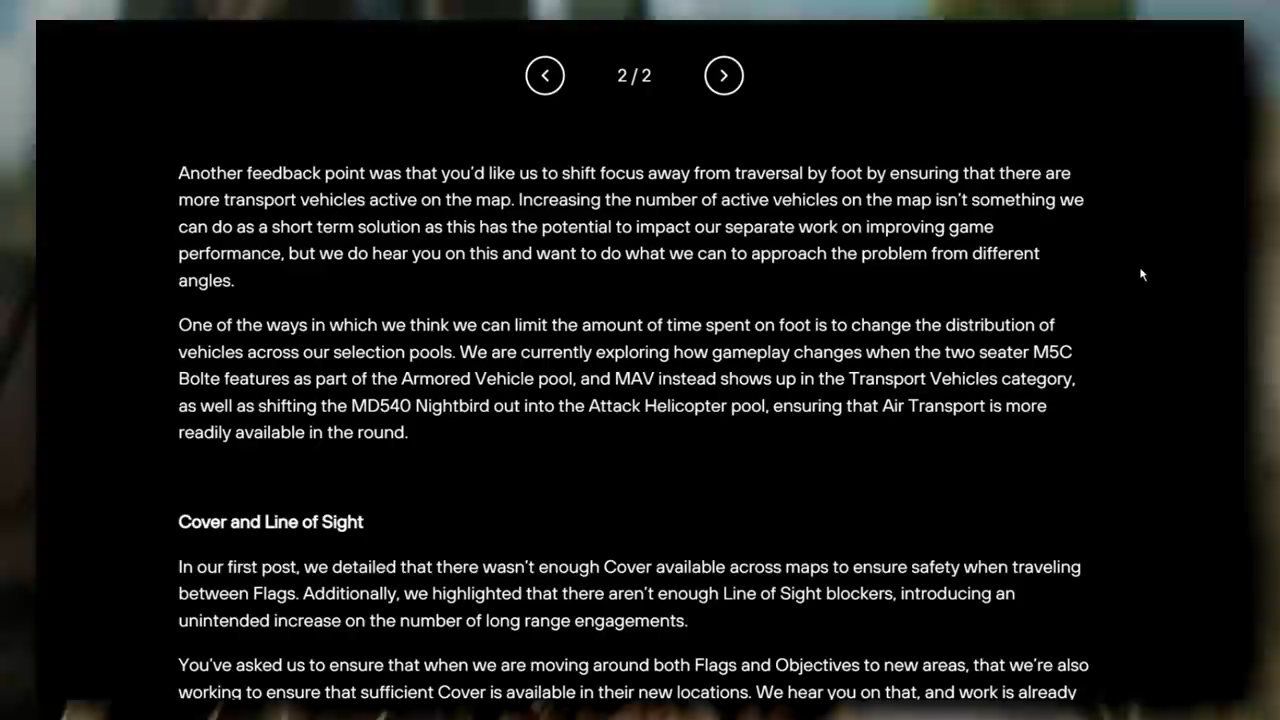 2 / 2
Another feedback point was that you'd like us to shift focus away from traversal by foot by ensuring that there are
more transport vehicles active on the map. Increasing the number of active vehicles on the map isn't something we
can do as a short term solution as this has the potential to impact our separate work on improving game
performance, but we do hear you on this and want to do what we can to approach the problem from different
angles.
One of the ways in which we think we can limit the amount of time spent on foot is to change the distribution of
vehicles across our selection pools. We are currently exploring how gameplay changes when the two seater M5C
Bolte features as part of the Armored Vehicle pool, and MAV instead shows up in the Transport Vehicles category,
as well as shifting the MD540 Nightbird out into the Attack Helicopter pool, ensuring that Air Transport is more
readily available in the round.
Cover and Line of Sight
In our first post, we detailed that there wasn't enough Cover available across maps to ensure safety when traveling
between Flags. Additionally, we highlighted that there aren't enough Line of Sight blockers, introducing an
unintended increase on the number of long range engagements.
You've asked us to ensure that when we are moving around both Flags and Objectives to new areas, that we're also
working to ensure that sufficient Cover is available in their new locations. We hear you on that, and work is already